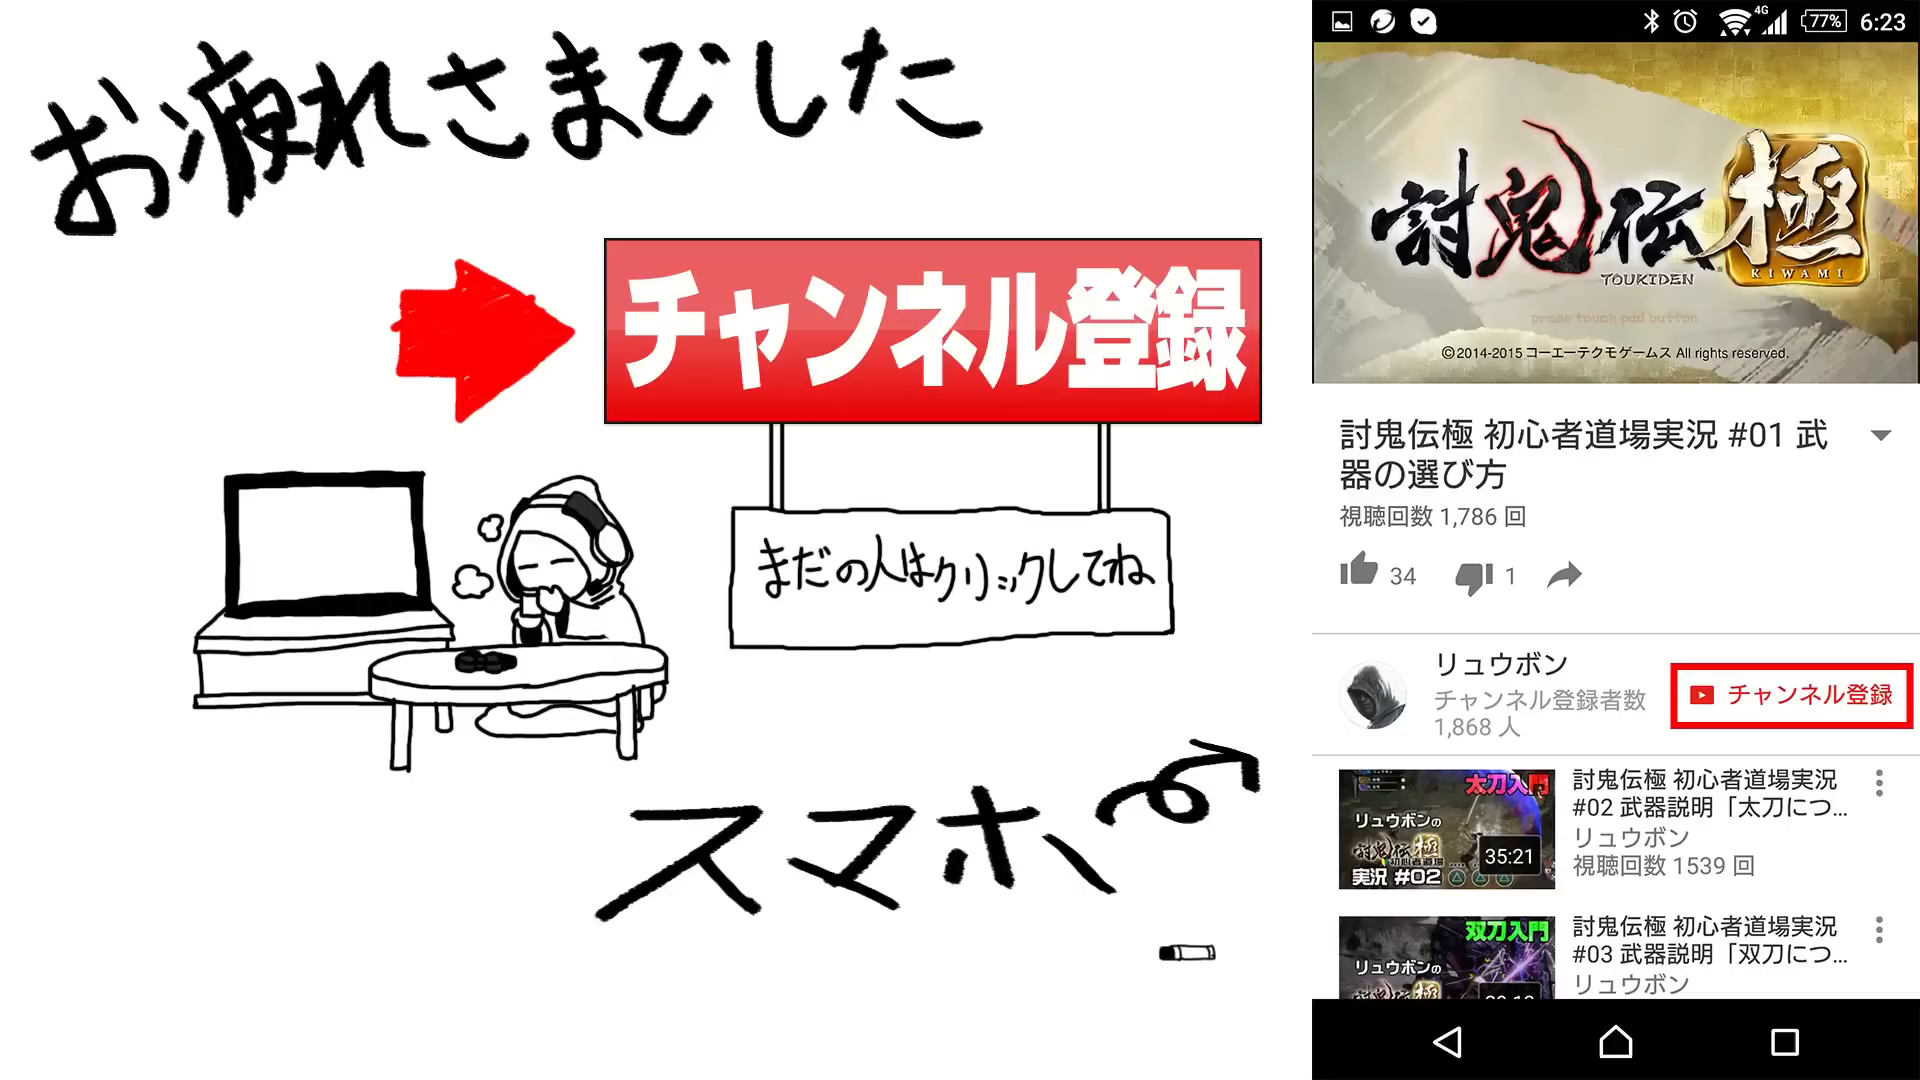 お疲れさまでした
チャンネル登録
まだの人はクリックしてね
スマホ
4G
77%
6:23
討鬼伝
極
TOUKIDEN
KIWAMI
press touch pad button
©2014-2015 コーエーテクモゲームス All rights reserved.
討鬼伝極 初心者道場実況 #01 武
器の選び方
視聴回数 1,786 回
34
1
リュウボン
チャンネル登録者数
1,868 人
チャンネル登録
太刀入門
リュウボンの
討鬼伝極
初心者道場
実況 #02
35:21
討鬼伝極 初心者道場実況
#02 武器説明「太刀につ...
リュウボン
視聴回数 1539 回
双刀入門
リュウボンの
討鬼伝極 初心者道場実況
#03 武器説明「双刀につ...
リュウボン